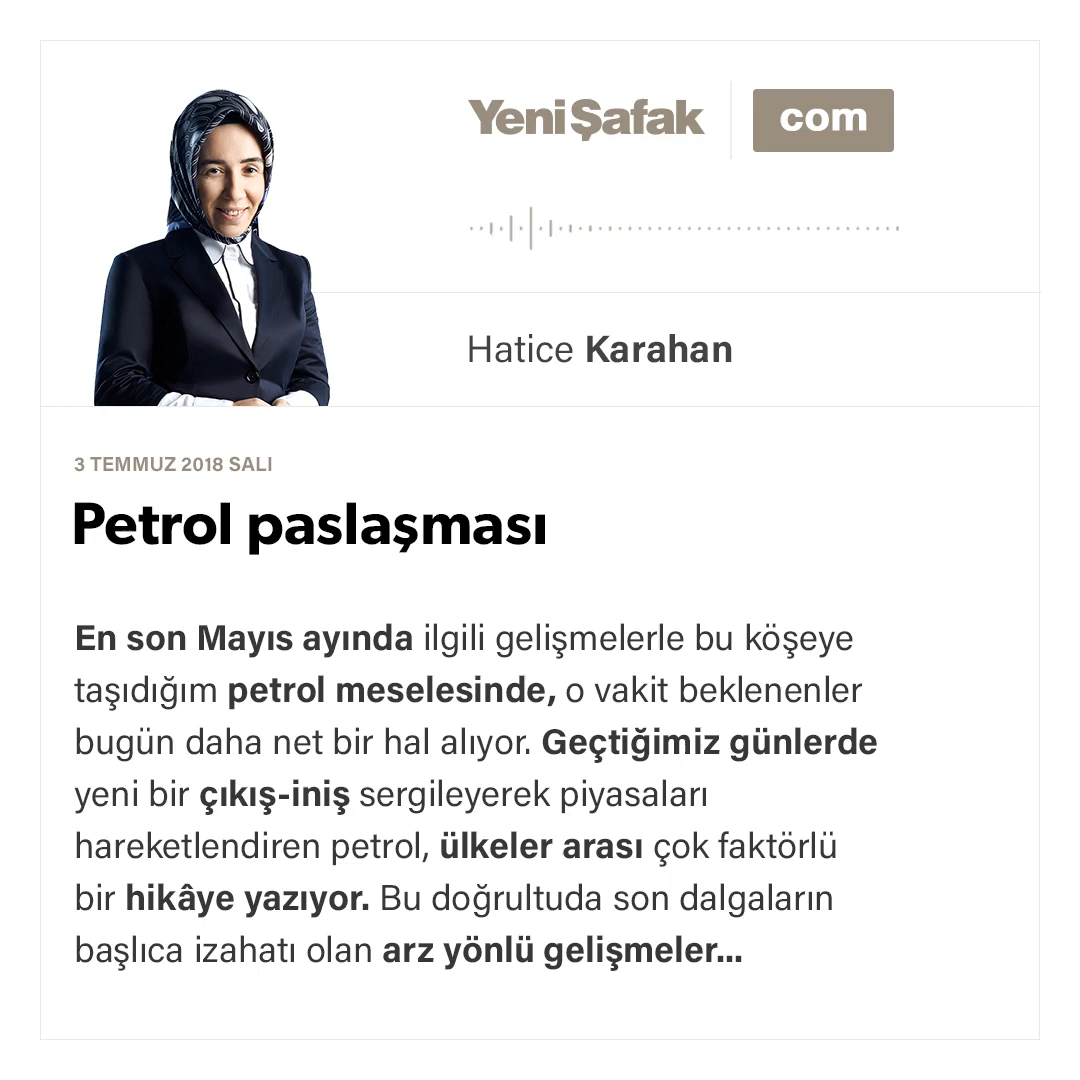 YeniŞafak com
Hatice Karahan
3 TEMMUZ 2018 SALI
Petrol paslaşması
En son Mayıs ayında ilgili gelişmelerle bu köşeye
taşıdığım petrol meselesinde, o vakit beklenenler
bugün daha net bir hal alıyor. Geçtiğimiz günlerde
yeni bir çıkış-iniş sergileyerek piyasaları
hareketlendiren petrol, ülkeler arası çok faktörlü
bir hikâye yazıyor. Bu doğrultuda son dalgaların
başlıca izahatı olan arz yönlü gelişmeler...